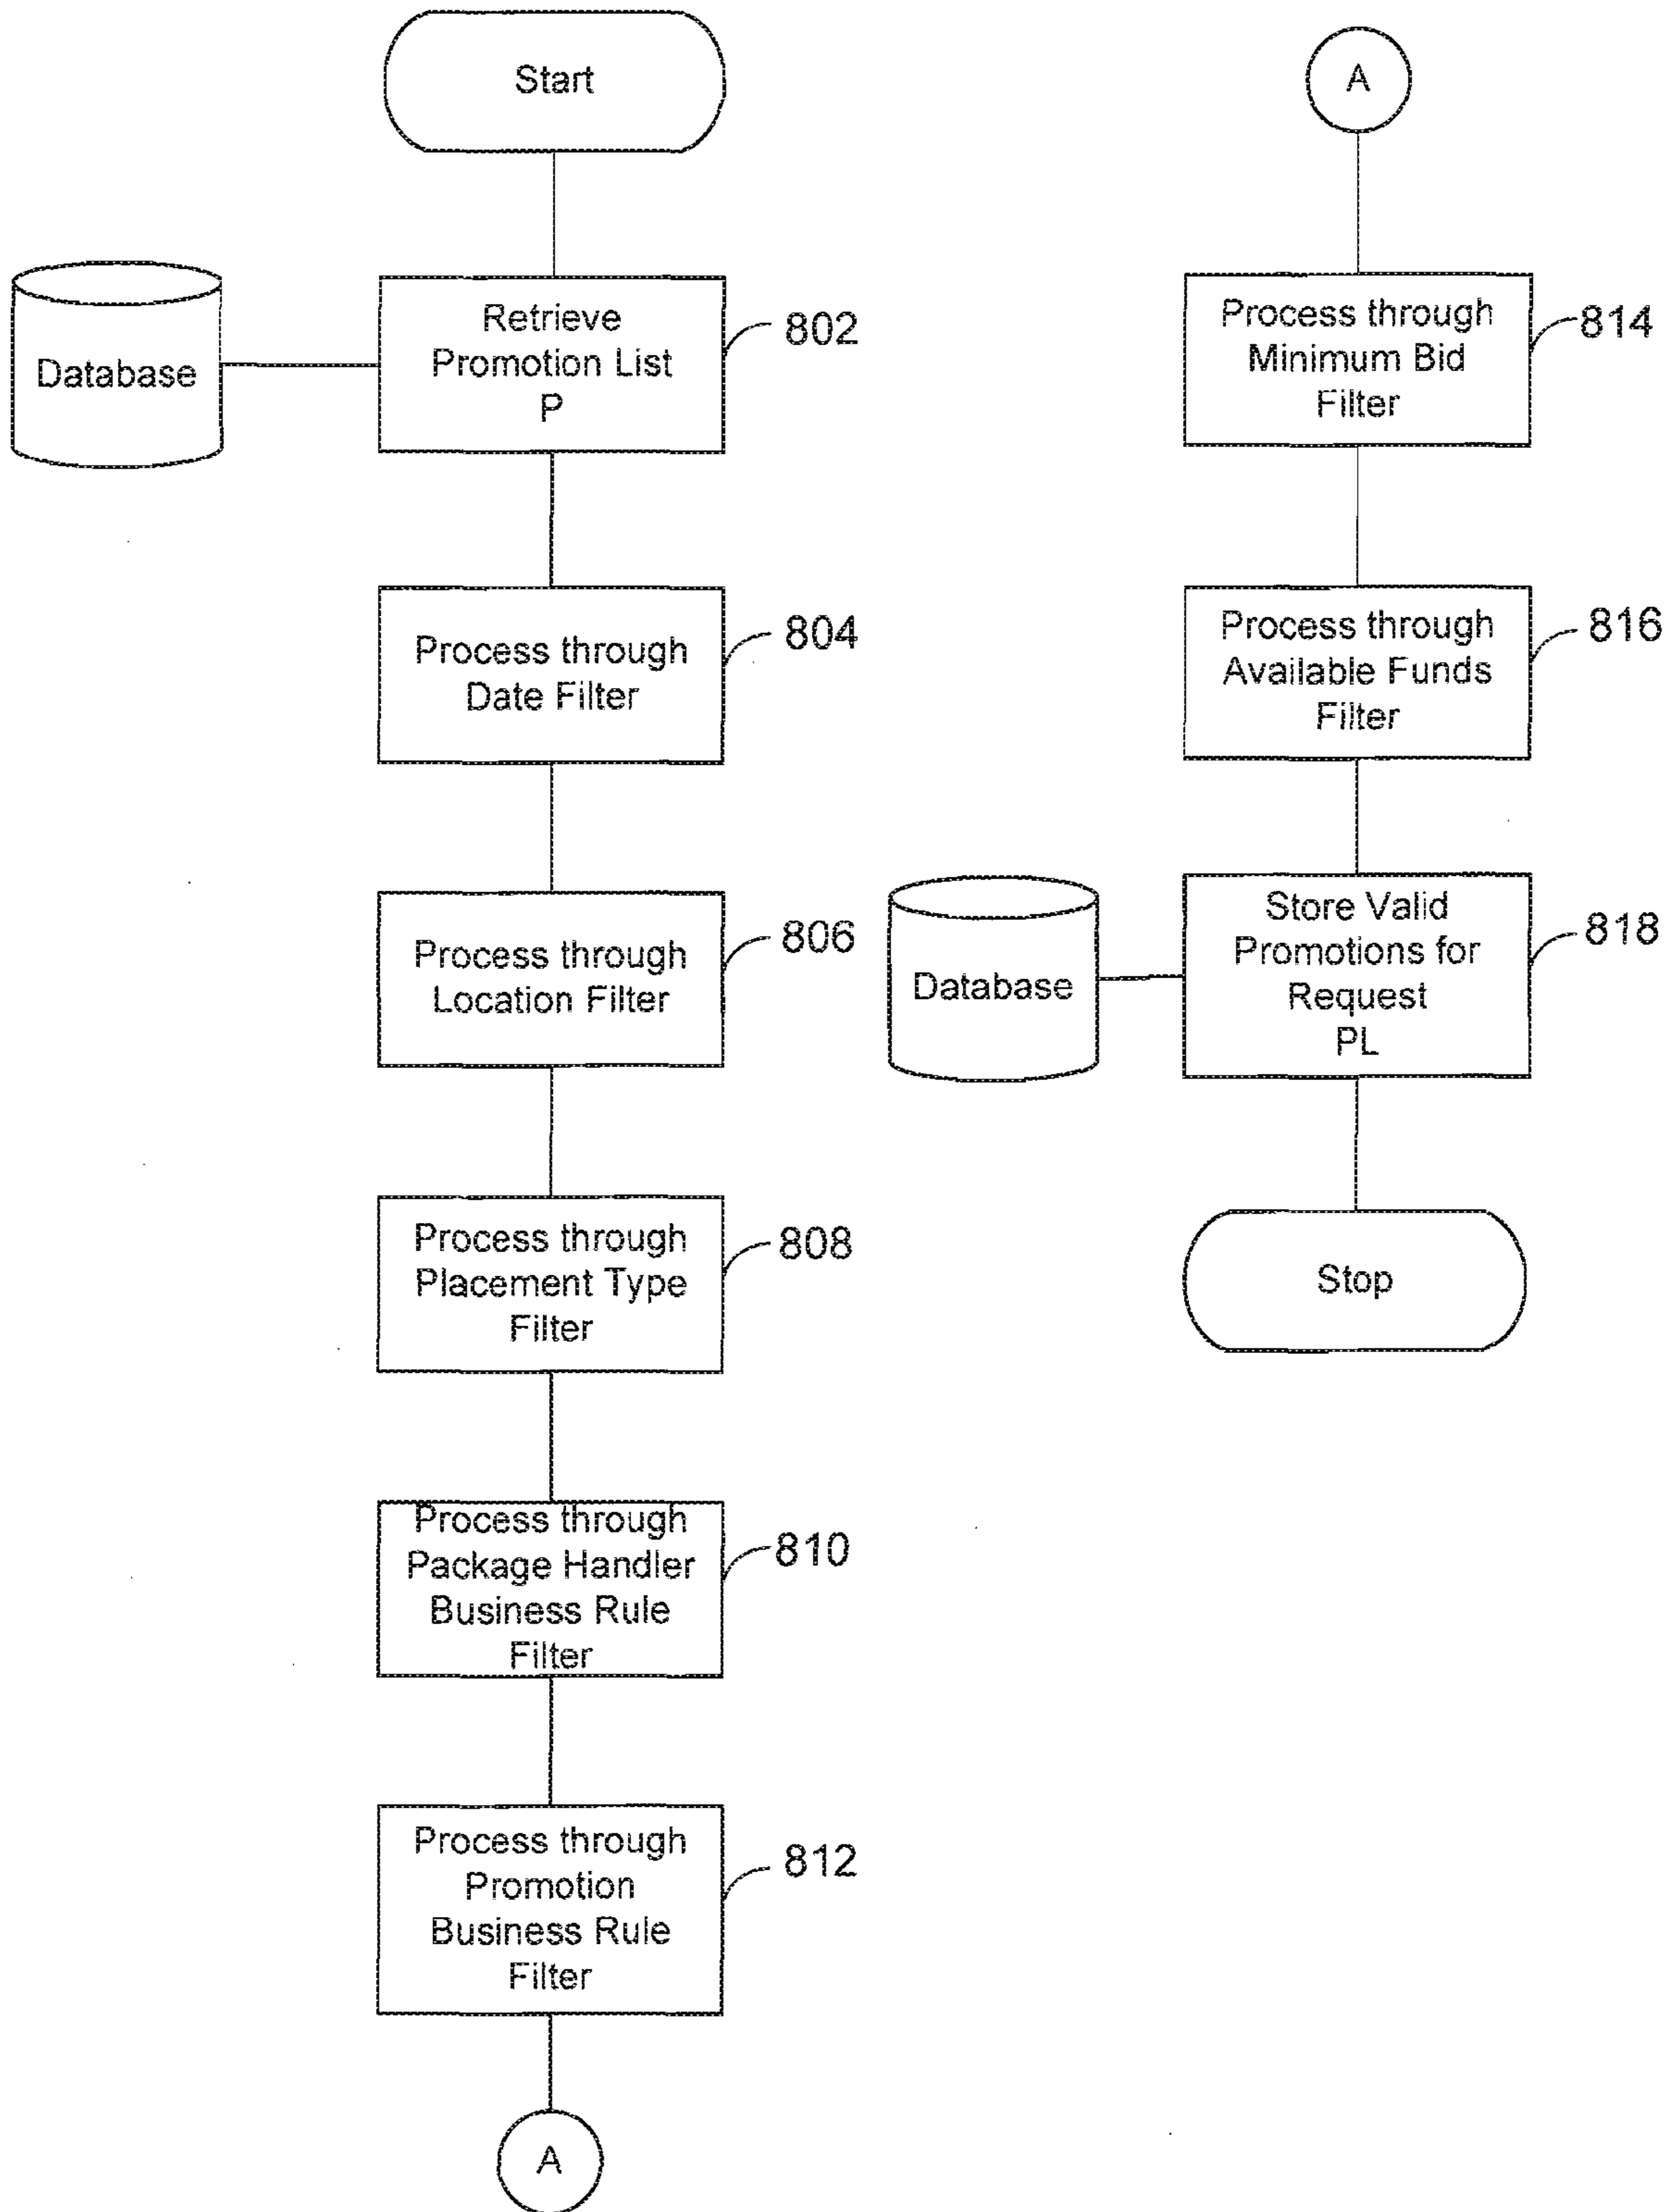 Start
Database
Retrieve
Promotion List
P
802
Process through
Date Filter
804
Process through
Location Filter
806
Process through
Placement Type
Filter
808
Process through
Package Handler
Business Rule
Filter
810
Process through
Promotion
Business Rule
Filter
812
A
A
Process through
Minimum Bid
Filter
814
Process through
Available Funds
Filter
816
Database
Store Valid
Promotions for
Request
PL
818
Stop